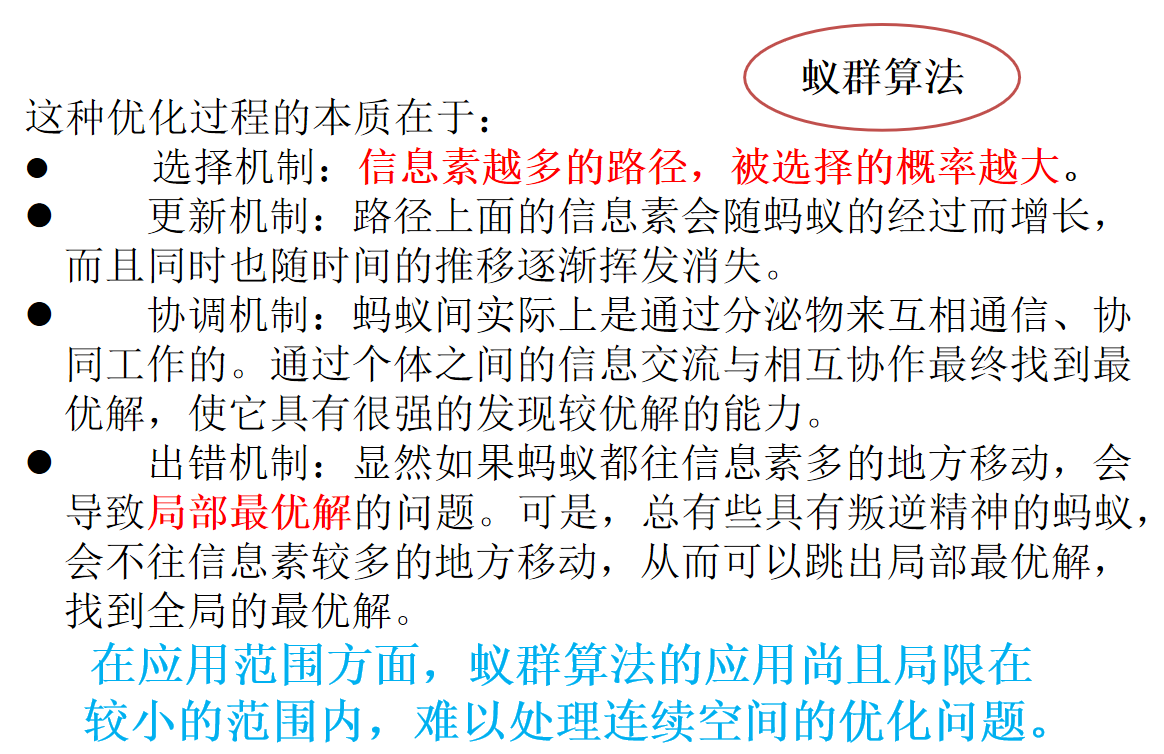 蚁群算法
这种优化过程的本质在于：
● 选择机制：信息素越多的路径，被选择的概率越大。
● 更新机制：路径上面的信息素会随蚂蚁的经过而增长，
而且同时也随时间的推移逐渐挥发消失。
● 协调机制：蚂蚁间实际上是通过分泌物来互相通信、协
同工作的。通过个体之间的信息交流与相互协作最终找到最
优解，使它具有很强的发现较优解的能力。
● 出错机制：显然如果蚂蚁都往信息素多的地方移动，会
导致局部最优解的问题。可是，总有些具有叛逆精神的蚂蚁，
会不往信息素较多的地方移动，从而可以跳出局部最优解，
找到全局的最优解。
在应用范围方面，蚁群算法的应用尚且局限在
较小的范围内，难以处理连续空间的优化问题。